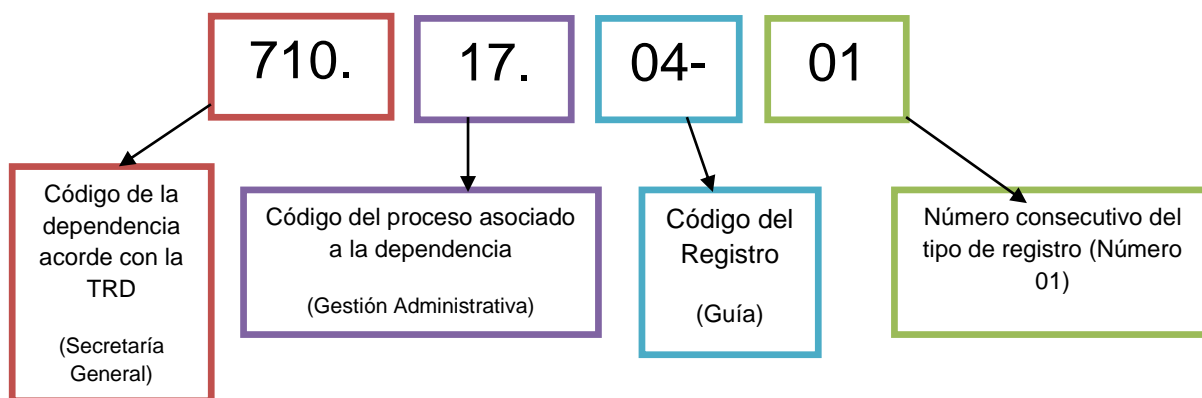 710.
17.
04-
01
Código de la
dependencia
acorde con la
TRD
(Secretaría
General)
Código del proceso asociado
a la dependencia
(Gestión Administrativa)
Código del
Registro
(Guía)
Número consecutivo del
tipo de registro (Número
01)